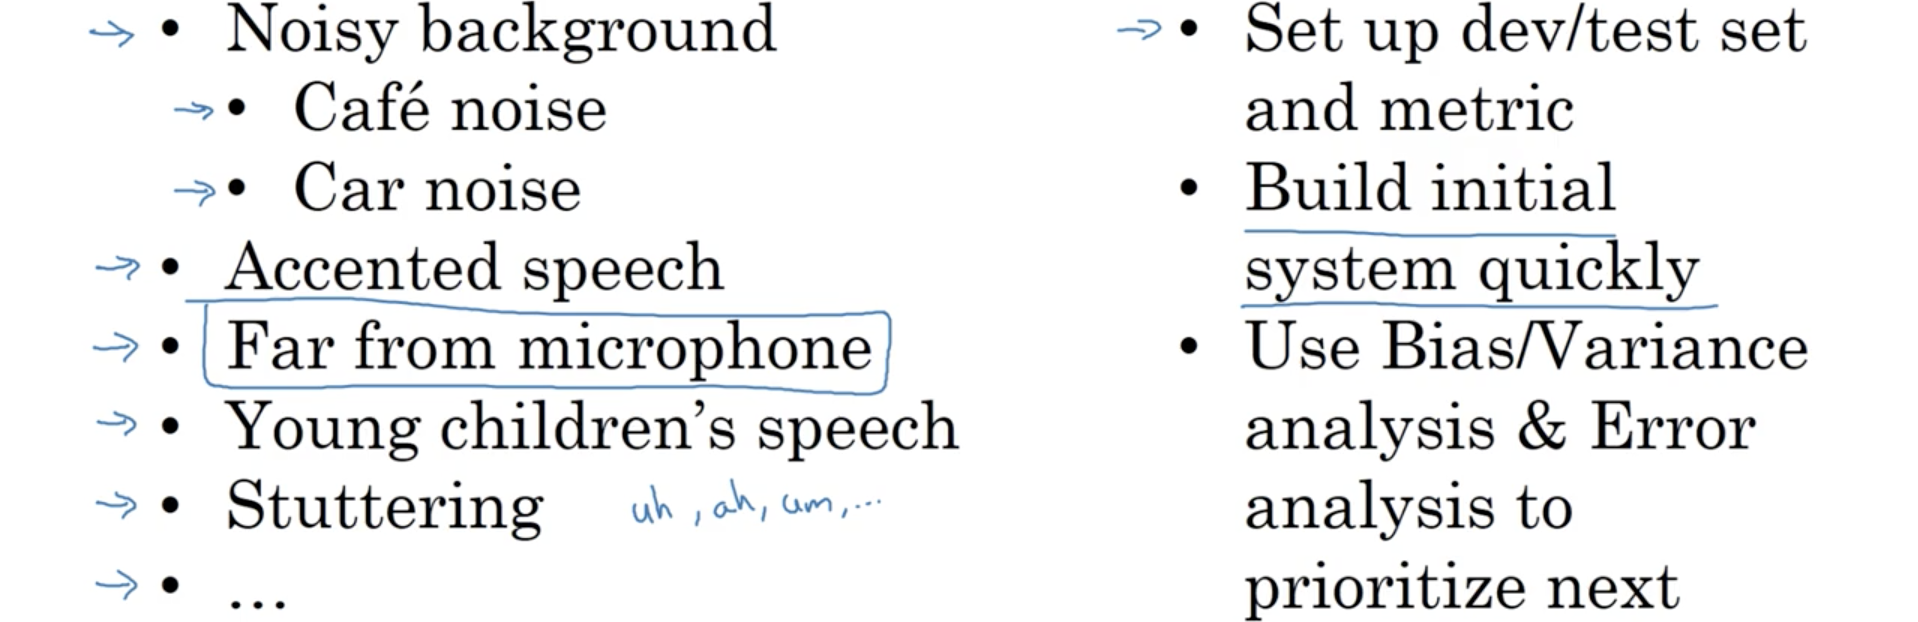 • Noisy background
• Café noise
• Car noise
• Accented speech
• Far from microphone
• Young children's speech
• Stuttering uh, ah, um,...
• ...
• Set up dev/test set
and metric
• Build initial
system quickly
• Use Bias/Variance
analysis & Error
analysis to
prioritize next